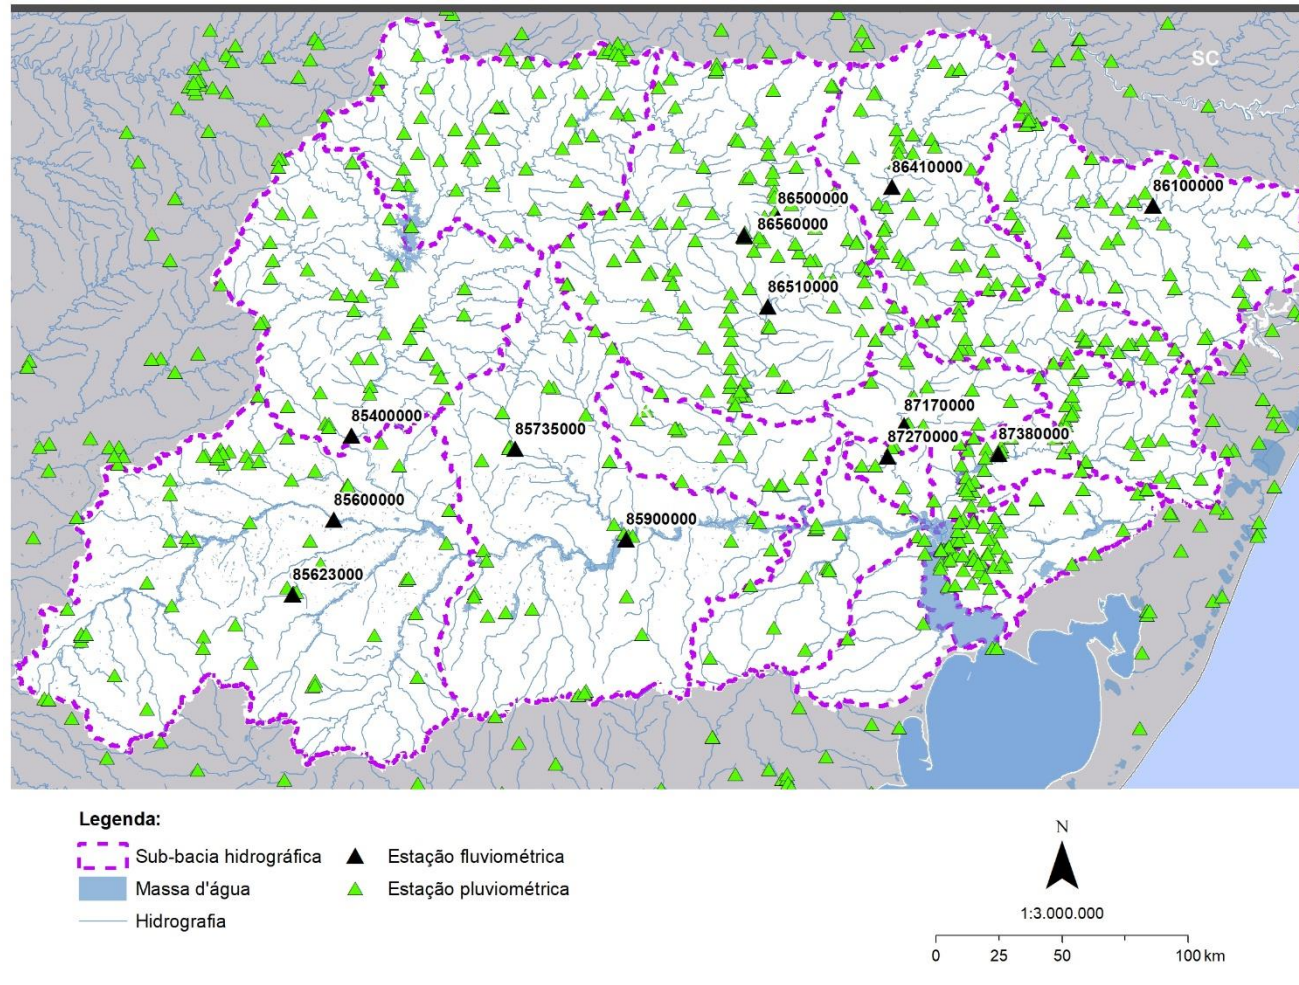 SC
86410000
86100000
86500000
86560000
86510000
85400000
87170000
85735000
87270000
87380000
85600000
85900000
85623000
Legenda:
Sub-bacia hidrográfica
Estação fluviométrica
Massa d'água
Estação pluviométrica
Hidrografia
N
1:3.000.000
0 25 50 100 km